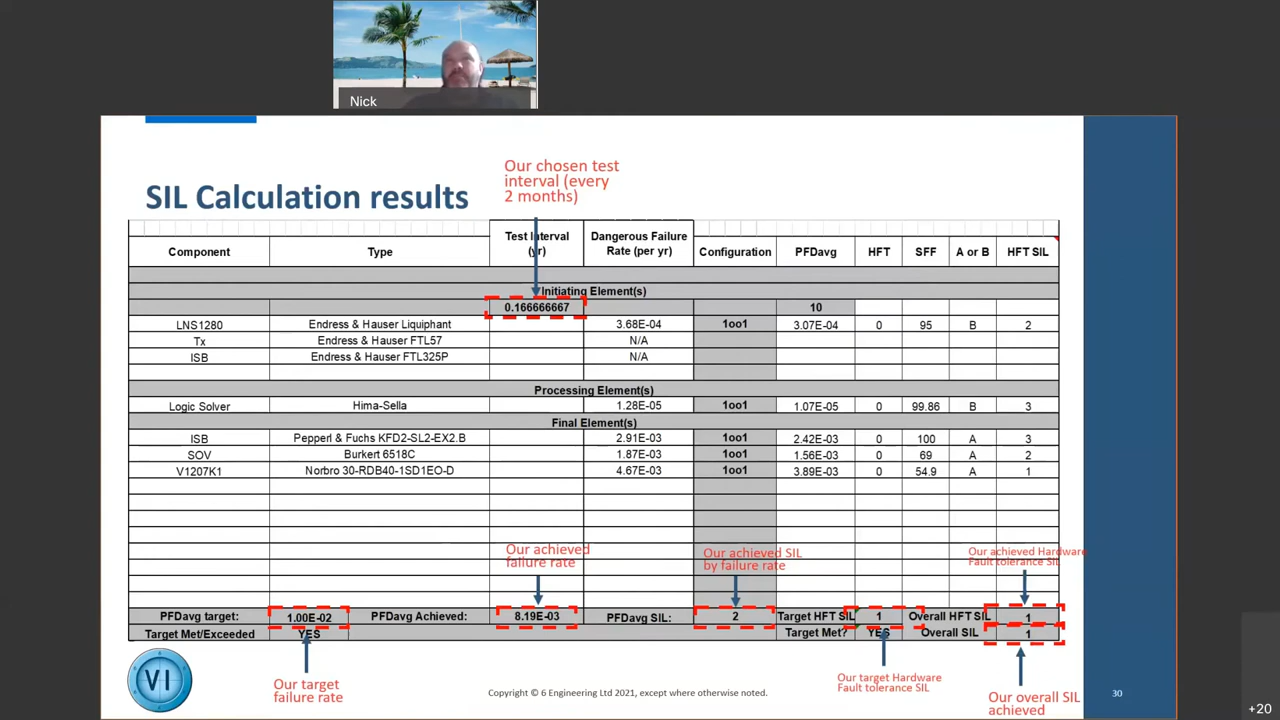 Nick
Our chosen test
interval (every
2 months)
SIL Calculation results
Component Type Test Interval (yr) Dangerous Failure Rate (per yr) Configuration PFDavg HFT SFF A or B HFT SIL
Initiating Element(s)
0.166666667 10
LNS1280 Endress & Hauser Liquiphant 3.68E-04 1oo1 3.07E-04 0 95 B 2
Tx Endress & Hauser FTL57 N/A
ISB Endress & Hauser FTL325P N/A
Processing Element(s)
Logic Solver Hima-Sella 1.28E-05 1oo1 1.07E-05 0 99.86 B 3
Final Element(s)
ISB Pepperl & Fuchs KFD2-SL2-EX2.B 2.91E-03 1oo1 2.42E-03 0 100 A 3
SOV Burkert 6518C 1.87E-03 1oo1 1.56E-03 0 69 A 2
V1207K1 Norbro 30-RDB40-1SD1EO-D 4.67E-03 1oo1 3.89E-03 0 54.9 A 1
Our achieved
failure rate
Our achieved SIL
by failure rate
Our achieved Hardware
Fault tolerance SIL
PFDavg target: 1.00E-02 PFDavg Achieved: 8.19E-03 PFDavg SIL: 2 Target HFT SIL 1 Overall HFT SIL 1
Target Met/Exceeded YES Target Met? YES Overall SIL 1
Our target
failure rate
Our target Hardware
Fault tolerance SIL
Our overall SIL
achieved
VI
Copyright © 6 Engineering Ltd 2021, except where otherwise noted.
30
+20